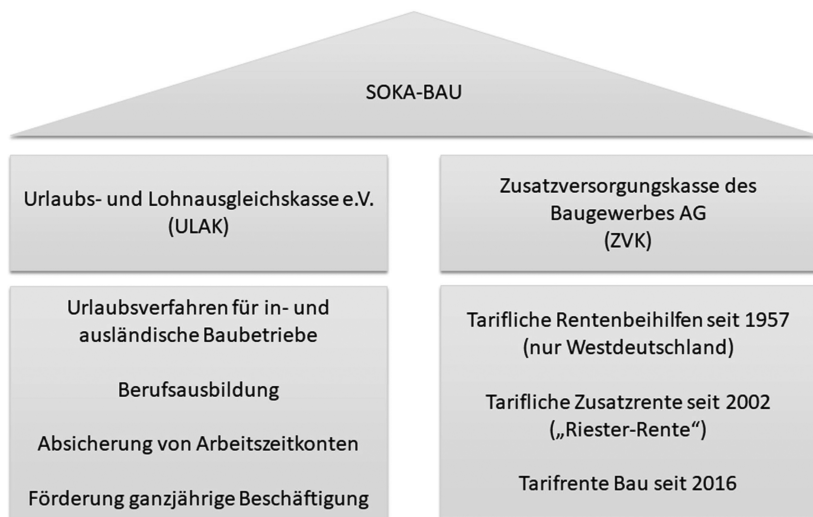 SOKA-BAU
Urlaubs- und Lohnausgleichskasse e.V.
(ULAK)
Zusatzversorgungskasse des
Baugewerbes AG
(ZVK)
Urlaubsverfahren für in- und
ausländische Baubetriebe
Berufsausbildung
Absicherung von Arbeitszeitkonten
Förderung ganzjährige Beschäftigung
Tarifliche Rentenbeihilfen seit 1957
(nur Westdeutschland)
Tarifliche Zusatzrente seit 2002
(„Riester-Rente“)
Tarifrente Bau seit 2016